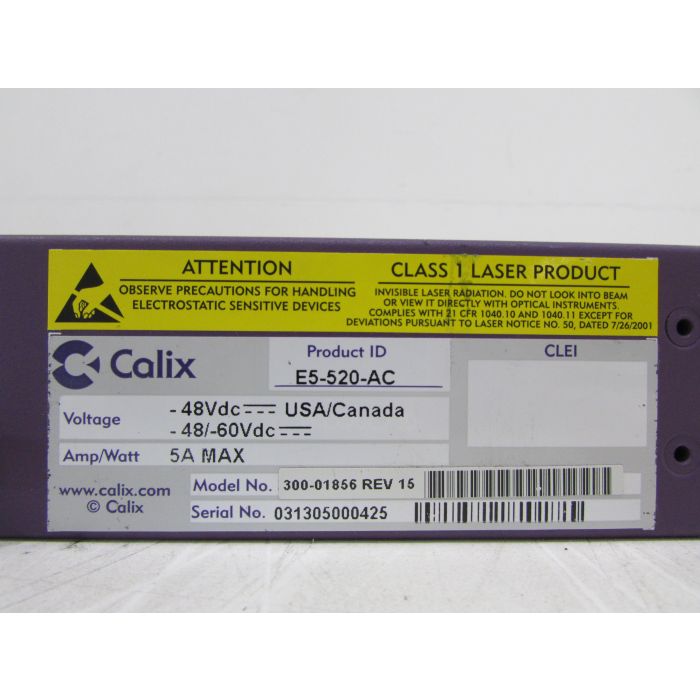 ATTENTION
OBSERVE PRECAUTIONS FOR HANDLING
ELECTROSTATIC SENSITIVE DEVICES
CLASS 1 LASER PRODUCT
INVISIBLE LASER RADIATION. DO NOT LOOK INTO BEAM
OR VIEW IT DIRECTLY WITH OPTICAL INSTRUMENTS.
COMPLIES WITH 21 CFR 1040.10 AND 1040.11 EXCEPT FOR
DEVIATIONS PURSUANT TO LASER NOTICE NO. 50, DATED 7/26/2001
Calix
Product ID
E5-520-AC
CLEI
Voltage
-48Vdc USA/Canada
-48/-60Vdc
Amp/Watt 5A MAX
www.calix.com
© Calix
Model No. 300-01856 REV 15
Serial No. 031305000425